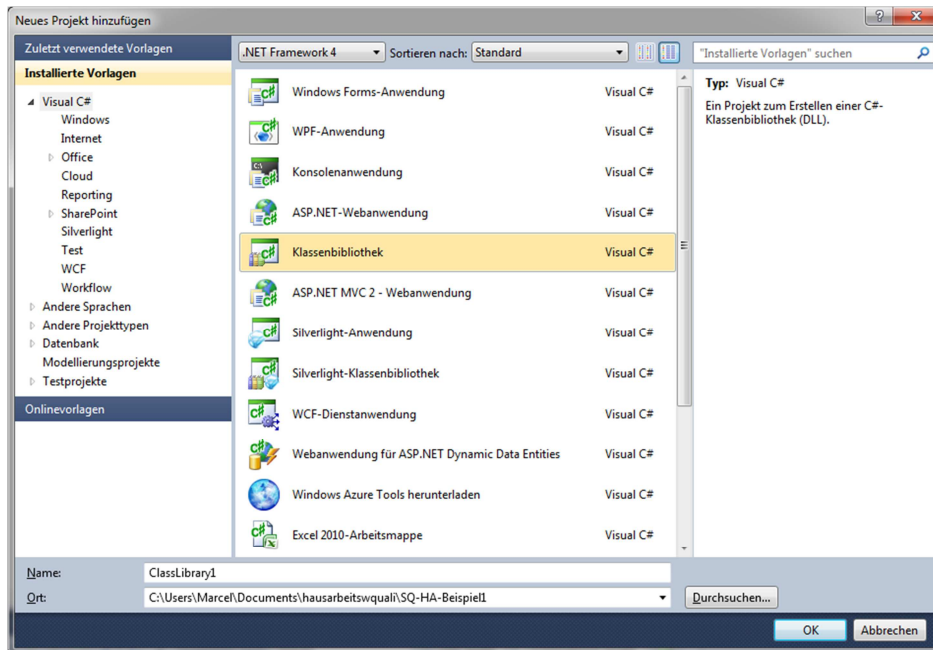 Neues Projekt hinzufügen
Zuletzt verwendete Vorlagen
Installierte Vorlagen
Visual C#
Windows
Internet
Office
Cloud
Reporting
SharePoint
Silverlight
Test
WCF
Workflow
Andere Sprachen
Andere Projekttypen
Datenbank
Modellierungsprojekte
Testprojekte
Onlinevorlagen
.NET Framework 4 Sortieren nach: Standard
Windows Forms-Anwendung Visual C#
WPF-Anwendung Visual C#
Konsolenanwendung Visual C#
ASP.NET-Webanwendung Visual C#
Klassenbibliothek Visual C#
ASP.NET MVC 2 - Webanwendung Visual C#
Silverlight-Anwendung Visual C#
Silverlight-Klassenbibliothek Visual C#
WCF-Dienstanwendung Visual C#
Webanwendung für ASP.NET Dynamic Data Entities Visual C#
Windows Azure Tools herunterladen Visual C#
Excel 2010-Arbeitsmappe Visual C#
"Installierte Vorlagen" suchen
Typ: Visual C#
Ein Projekt zum Erstellen einer C#-
Klassenbibliothek (DLL).
Name: ClassLibrary1
Ort: C:\Users\Marcel\Documents\hausarbeitswquali\SQ-HA-Beispiel1 Durchsuchen...
OK Abbrechen